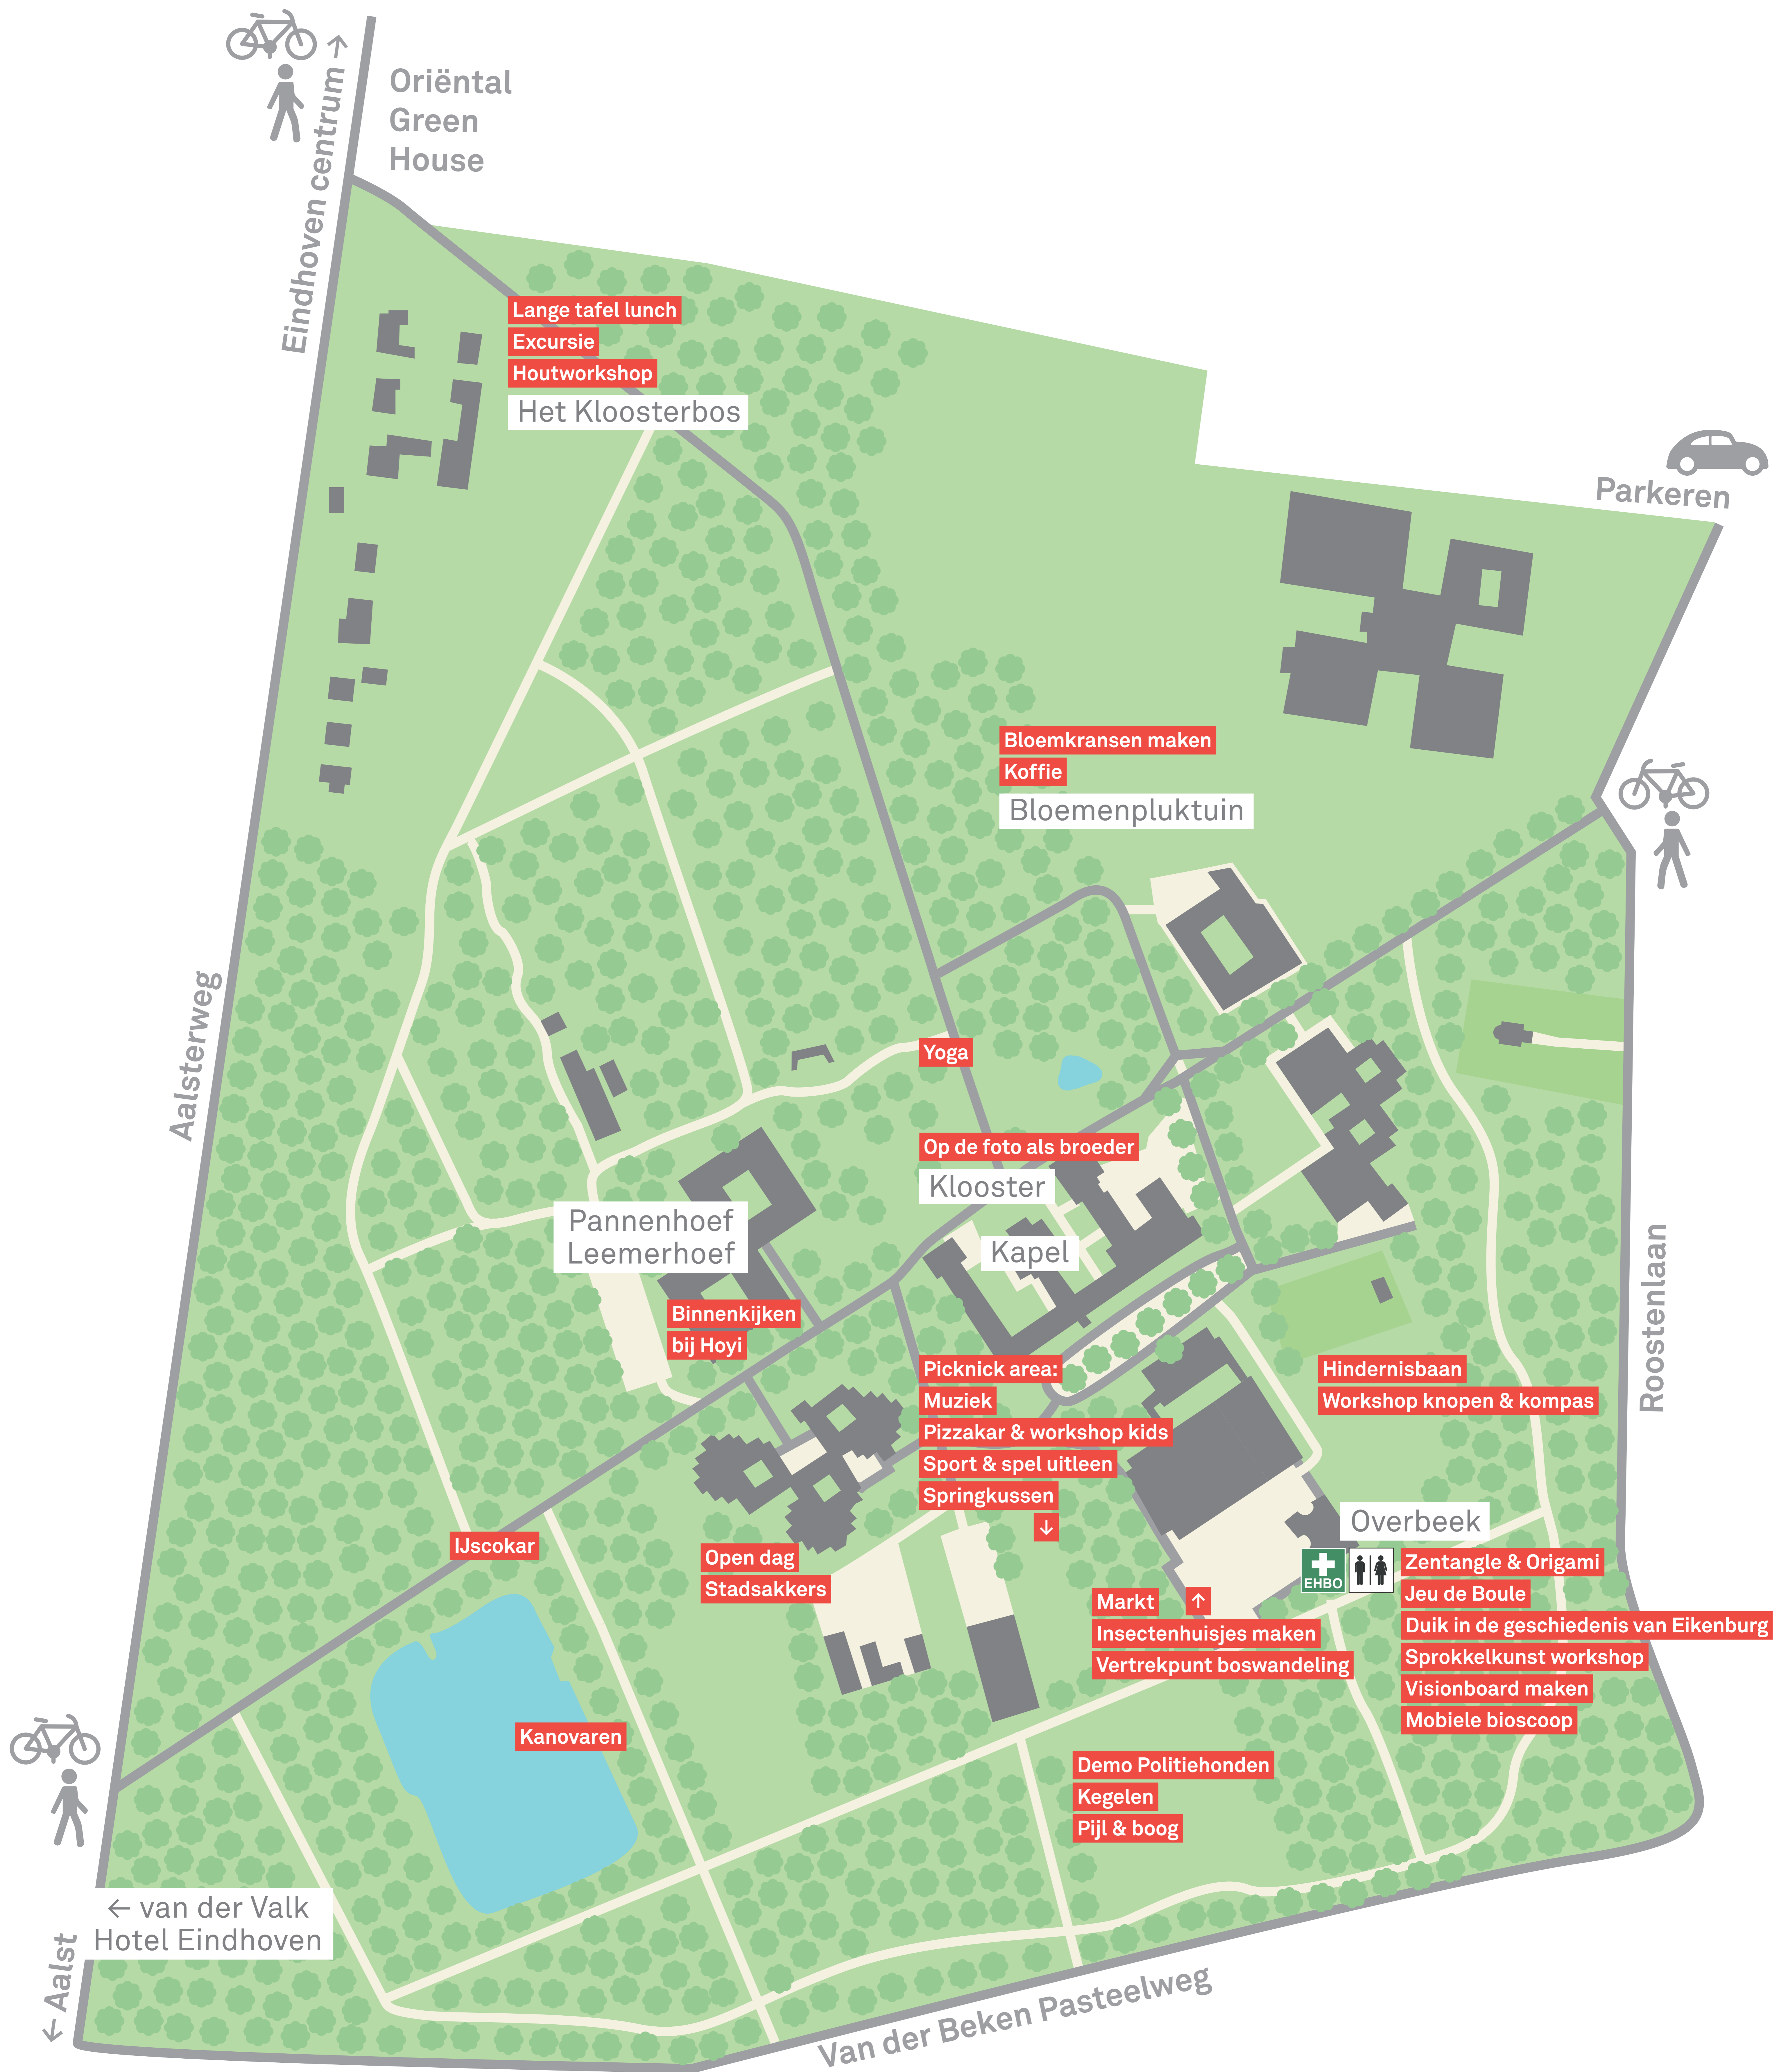 Eindhoven centrum →
Oriëntal
Green
House
Lange tafel lunch
Excursie
Houtworkshop
Het Kloosterbos
Parkeren
Bloemkransen maken
Koffie
Bloemenpluktuin
Aalsterweg
Yoga
Op de foto als broeder
Klooster
Kapel
Pannenhoef
Leemerhoef
Binnenkijken
bij Hoyi
Roostenlaan
Picknick area:
Muziek
Pizzakar & workshop kids
Sport & spel uitleen
Springkussen
↓
Hindernisbaan
Workshop knopen & kompas
IJscokar
Open dag
Stadsakkers
Overbeek
EHBO
Zentangle & Origami
Jeu de Boule
Duik in de geschiedenis van Eikenburg
Sprokkelkunst workshop
Visionboard maken
Mobiele bioscoop
Markt ↑
Insectenhuisjes maken
Vertrekpunt boswandeling
Kanovaren
Demo Politiehonden
Kegelen
Pijl & boog
← van der Valk
Hotel Eindhoven
← Aalst
Van der Beken Pasteelweg